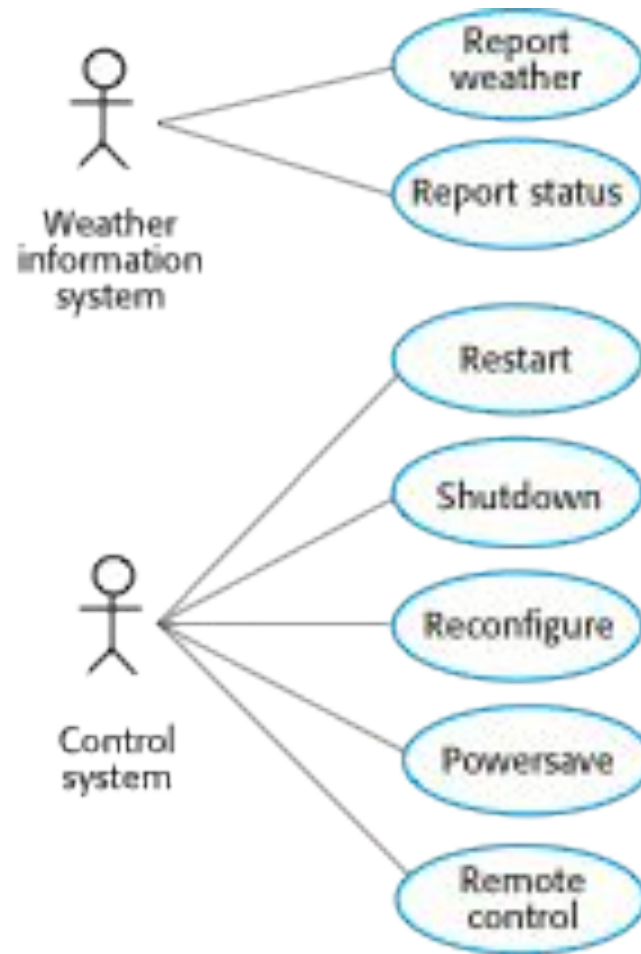 Report
weather
Report status
Weather
information
system
Restart
Shutdown
Reconfigure
Control
system
Powersave
Remote
control